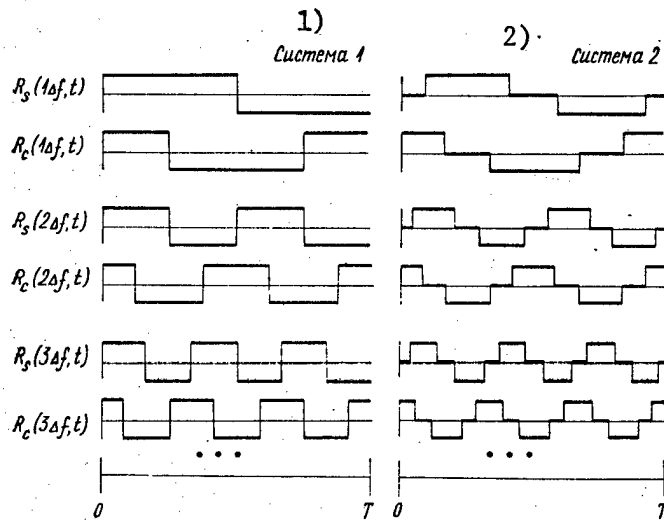 1) 2)
Система 1 Система 2
R_s(1Δf,t)
R_c(1Δf,t)
R_s(2Δf,t)
R_c(2Δf,t)
R_s(3Δf,t)
R_c(3Δf,t)
• • • • • •
0 T 0 T